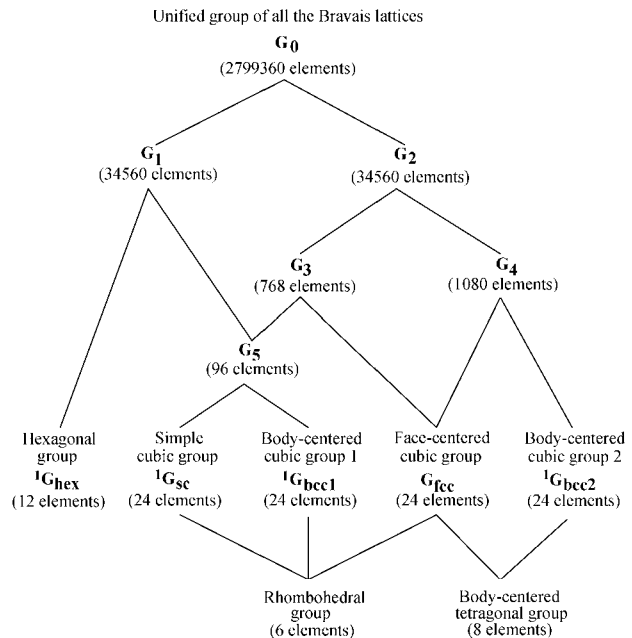 Unified group of all the Bravais lattices
G0
(2799360 elements)
G1
(34560 elements)
G2
(34560 elements)
G3
(768 elements)
G4
(1080 elements)
G5
(96 elements)
Hexagonal
group
1Ghex
(12 elements)
Simple
cubic group
1Gsc
(24 elements)
Body-centered
cubic group 1
1Gbcc1
(24 elements)
Face-centered
cubic group
Gfcc
(24 elements)
Body-centered
cubic group 2
1Gbcc2
(24 elements)
Rhombohedral
group
(6 elements)
Body-centered
tetragonal group
(8 elements)